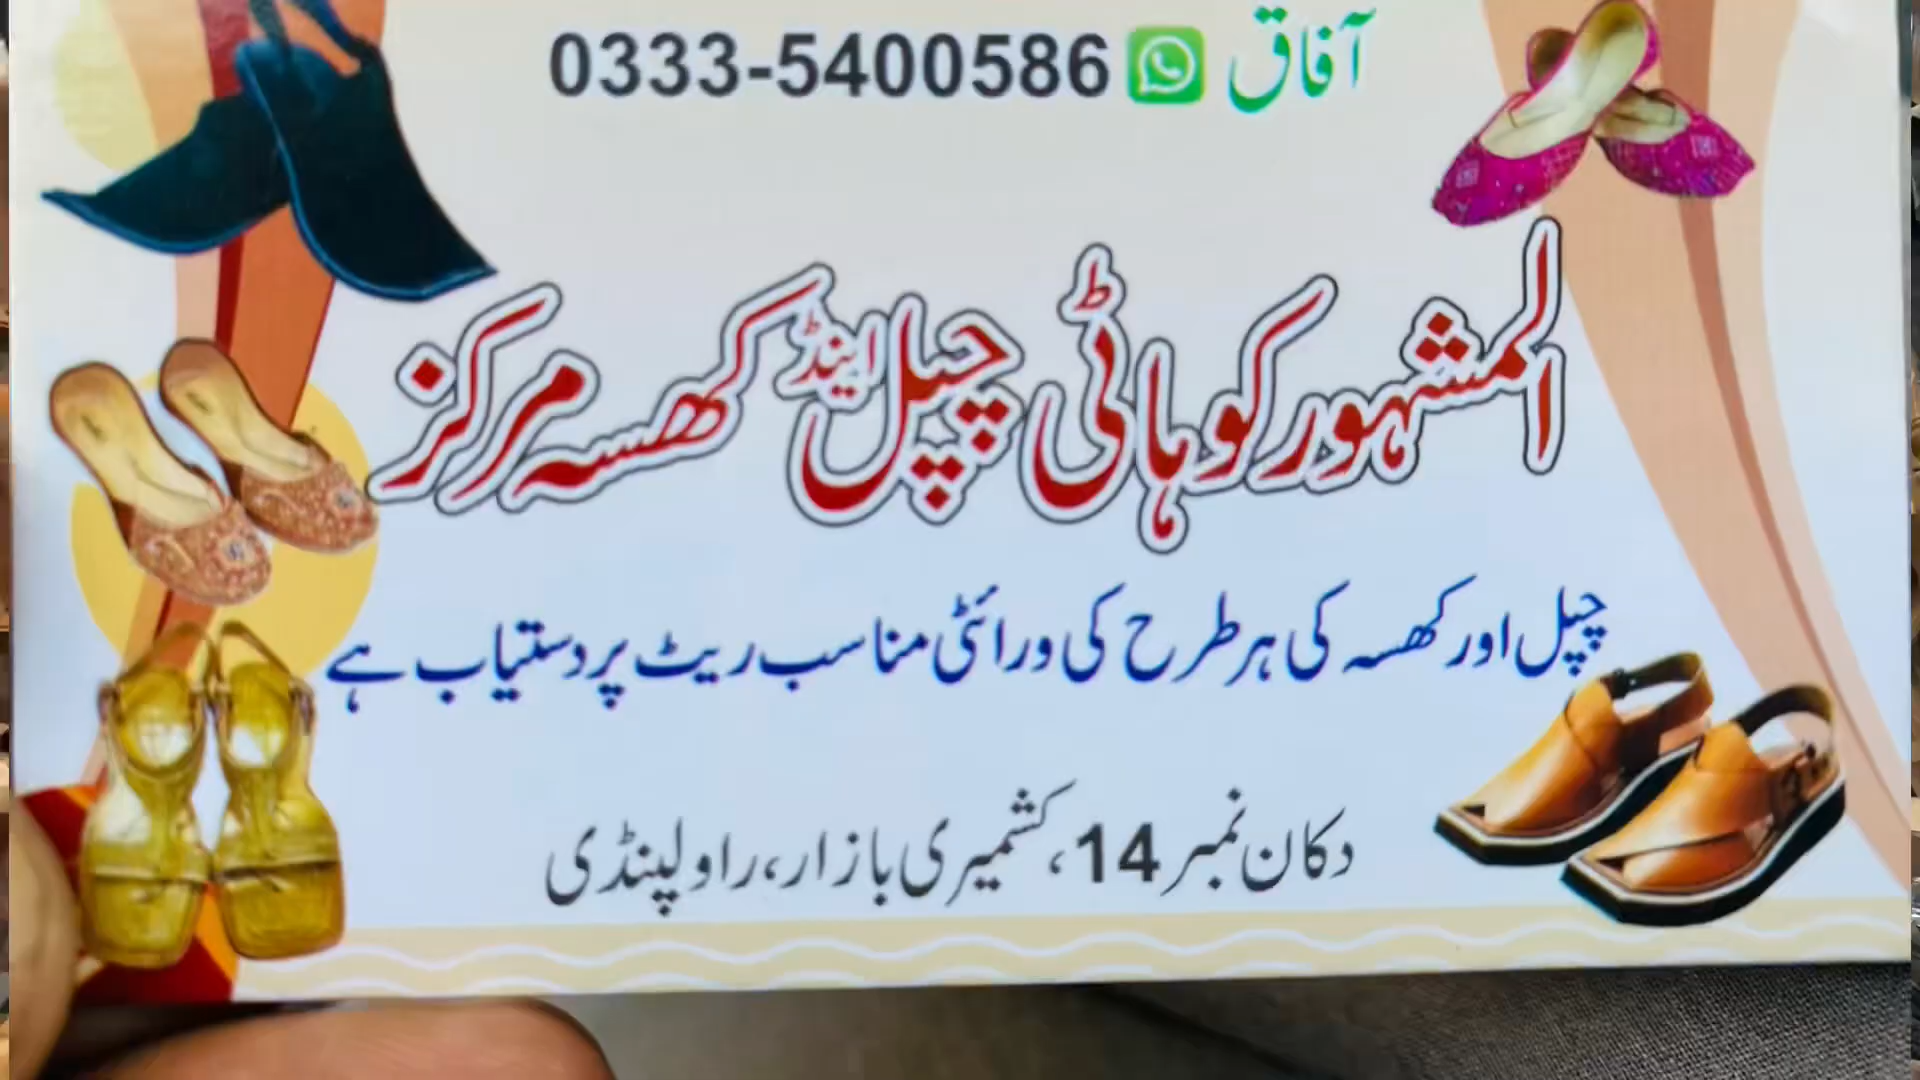 آفاق 0333-5400586
المشہور کوہاٹی چپل اینڈ کھسہ مرکز
چپل اور کھسہ کی ہر طرح کی ورائٹی مناسب ریٹ پر دستیاب ہے
دکان نمبر 14، کشمیری بازار، راولپنڈی